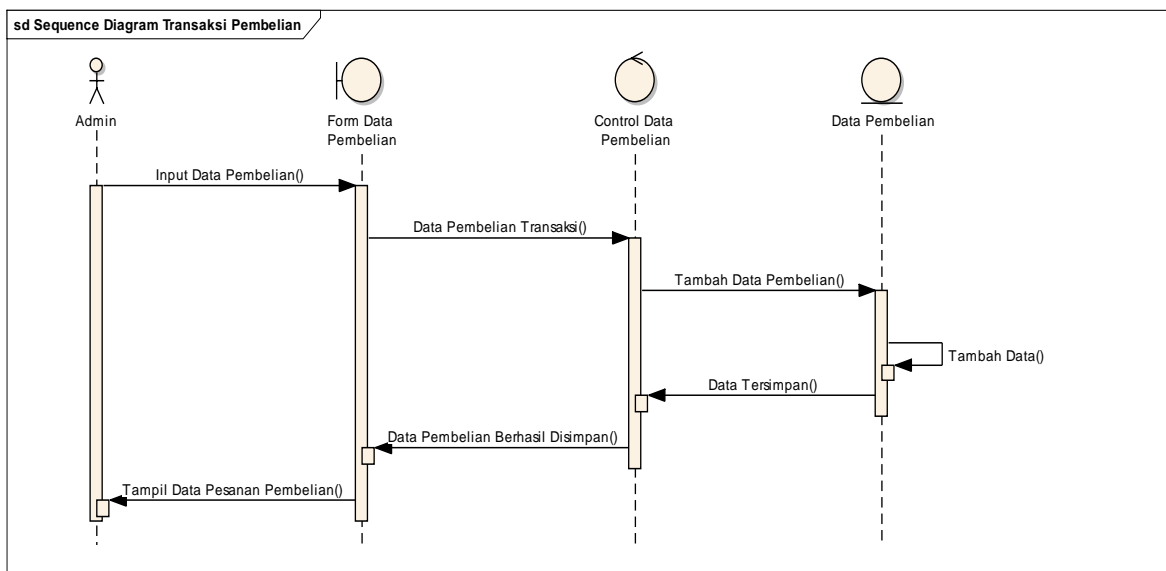 sd Sequence Diagram Transaksi Pembelian
Admin
Form Data
Pembelian
Control Data
Pembelian
Data Pembelian
Input Data Pembelian()
Data Pembelian Transaksi()
Tambah Data Pembelian()
Tambah Data()
Data Tersimpan()
Data Pembelian Berhasil Disimpan()
Tampil Data Pesanan Pembelian()